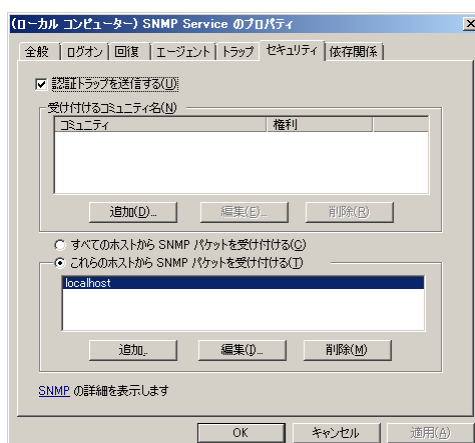 (ローカル コンピューター) SNMP Service のプロパティ
全般 ログオン 回復 エージェント トラップ セキュリティ 依存関係
認証トラップを送信する(U)
受け付けるコミュニティ名(N)
コミュニティ 権利
追加(D)... 編集(E)... 削除(R)
すべてのホストから SNMP パケットを受け付ける(C)
これらのホストから SNMP パケットを受け付ける(T)
localhost
追加... 編集(I)... 削除(M)
SNMP の詳細を表示します
OK キャンセル 適用(A)